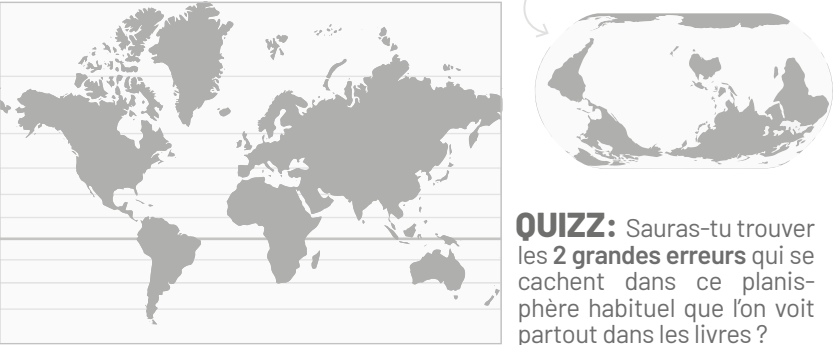 QUIZZ: Sauras-tu trouver
les 2 grandes erreurs qui se
cachent dans ce planis-
phère habituel que l'on voit
partout dans les livres ?